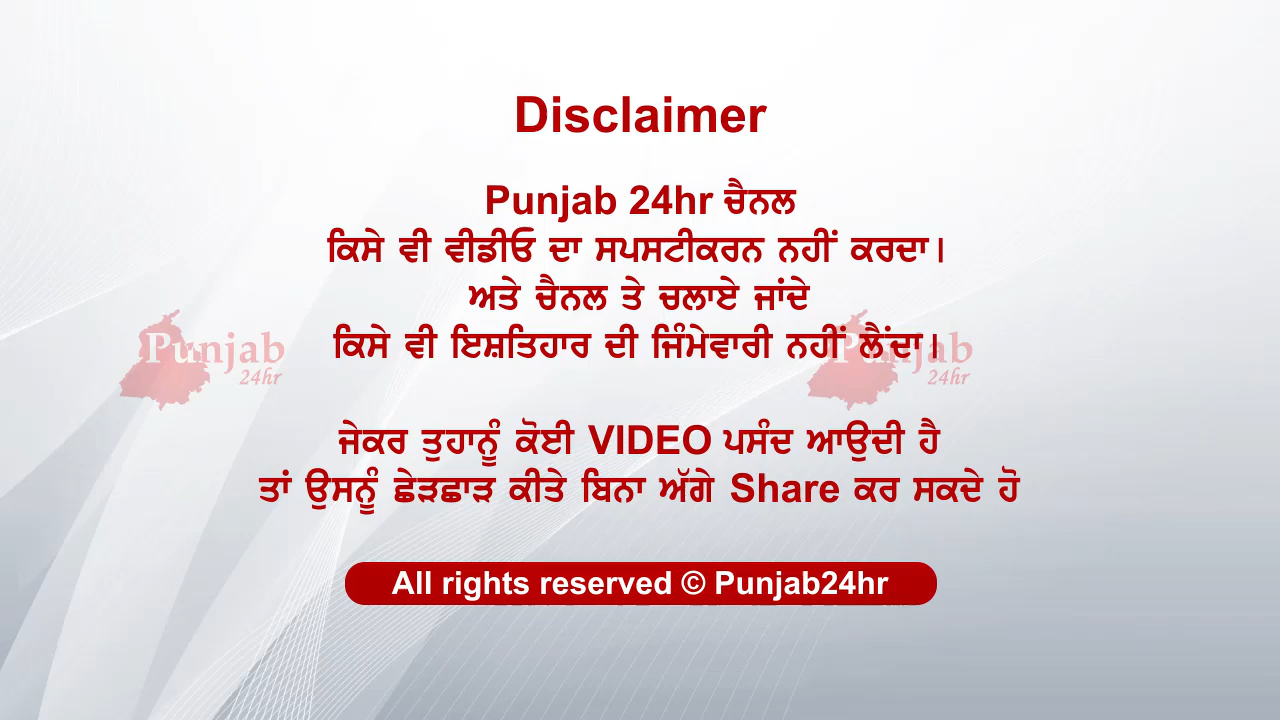 Disclaimer
Punjab 24hr ਚੈਨਲ
ਕਿਸੇ ਵੀ ਵੀਡੀਓ ਦਾ ਸਪਸਟੀਕਰਨ ਨਹੀਂ ਕਰਦਾ।
ਅਤੇ ਚੈਨਲ ਤੇ ਚਲਾਏ ਜਾਂਦੇ
ਕਿਸੇ ਵੀ ਇਸ਼ਤਿਹਾਰ ਦੀ ਜਿੰਮੇਵਾਰੀ ਨਹੀਂ ਲੈਂਦਾ।
Punjab
24hr
Punjab
24hr
ਜੇਕਰ ਤੁਹਾਨੂੰ ਕੋਈ VIDEO ਪਸੰਦ ਆਉਦੀ ਹੈ
ਤਾਂ ਉਸਨੂੰ ਛੇੜਛਾੜ ਕੀਤੇ ਬਿਨਾ ਅੱਗੇ Share ਕਰ ਸਕਦੇ ਹੋ
All rights reserved © Punjab24hr